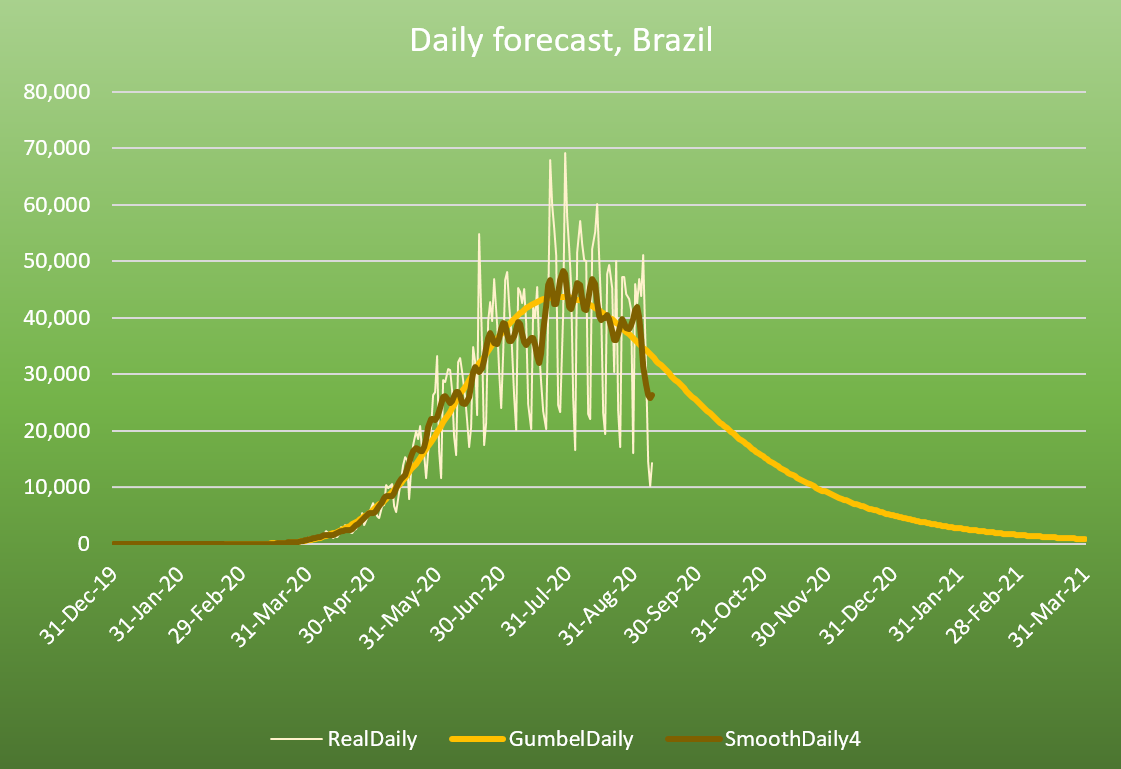 Daily forecast, Brazil
80,000
70,000
60,000
50,000
40,000
30,000
20,000
10,000
0
31-Dec-19
31-Jan-20
29-Feb-20
31-Mar-20
30-Apr-20
31-May-20
30-Jun-20
31-Jul-20
31-Aug-20
30-Sep-20
31-Oct-20
30-Nov-20
31-Dec-20
31-Jan-21
28-Feb-21
31-Mar-21
RealDaily GumbelDaily SmoothDaily4